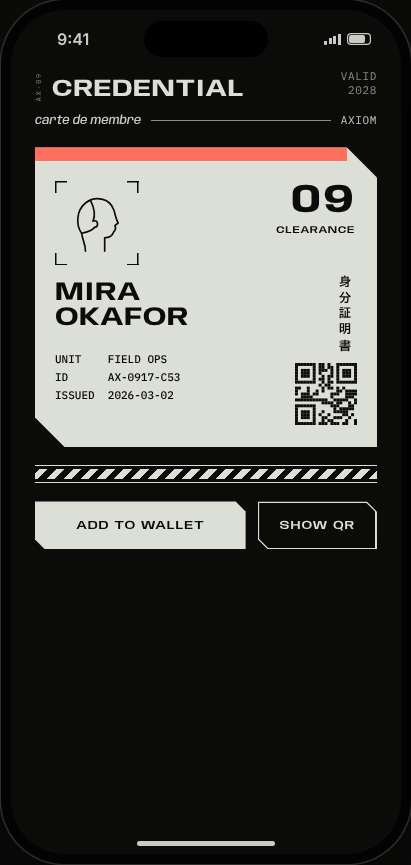 9:41
AX-09
CREDENTIAL
VALID
2028
carte de membre
AXIOM
09
CLEARANCE
MIRA
OKAFOR
身分証明書
UNIT FIELD OPS
ID AX-0917-C53
ISSUED 2026-03-02
ADD TO WALLET
SHOW QR